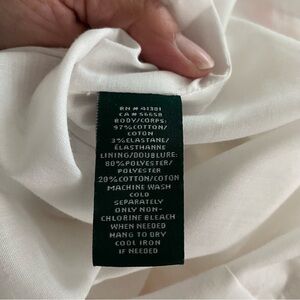 RN # 41381
CA # 56658
BODY/CORPS:
97%COTTON/
COTON
3%ELASTANE/
ÉLASTHANNE
LINING/DOUBLURE:
80%POLYESTER/
POLYESTER
20%COTTON/COTON
MACHINE WASH
COLD
SEPARATELY
ONLY NON-
CHLORINE BLEACH
WHEN NEEDED
HANG TO DRY
COOL IRON
IF NEEDED